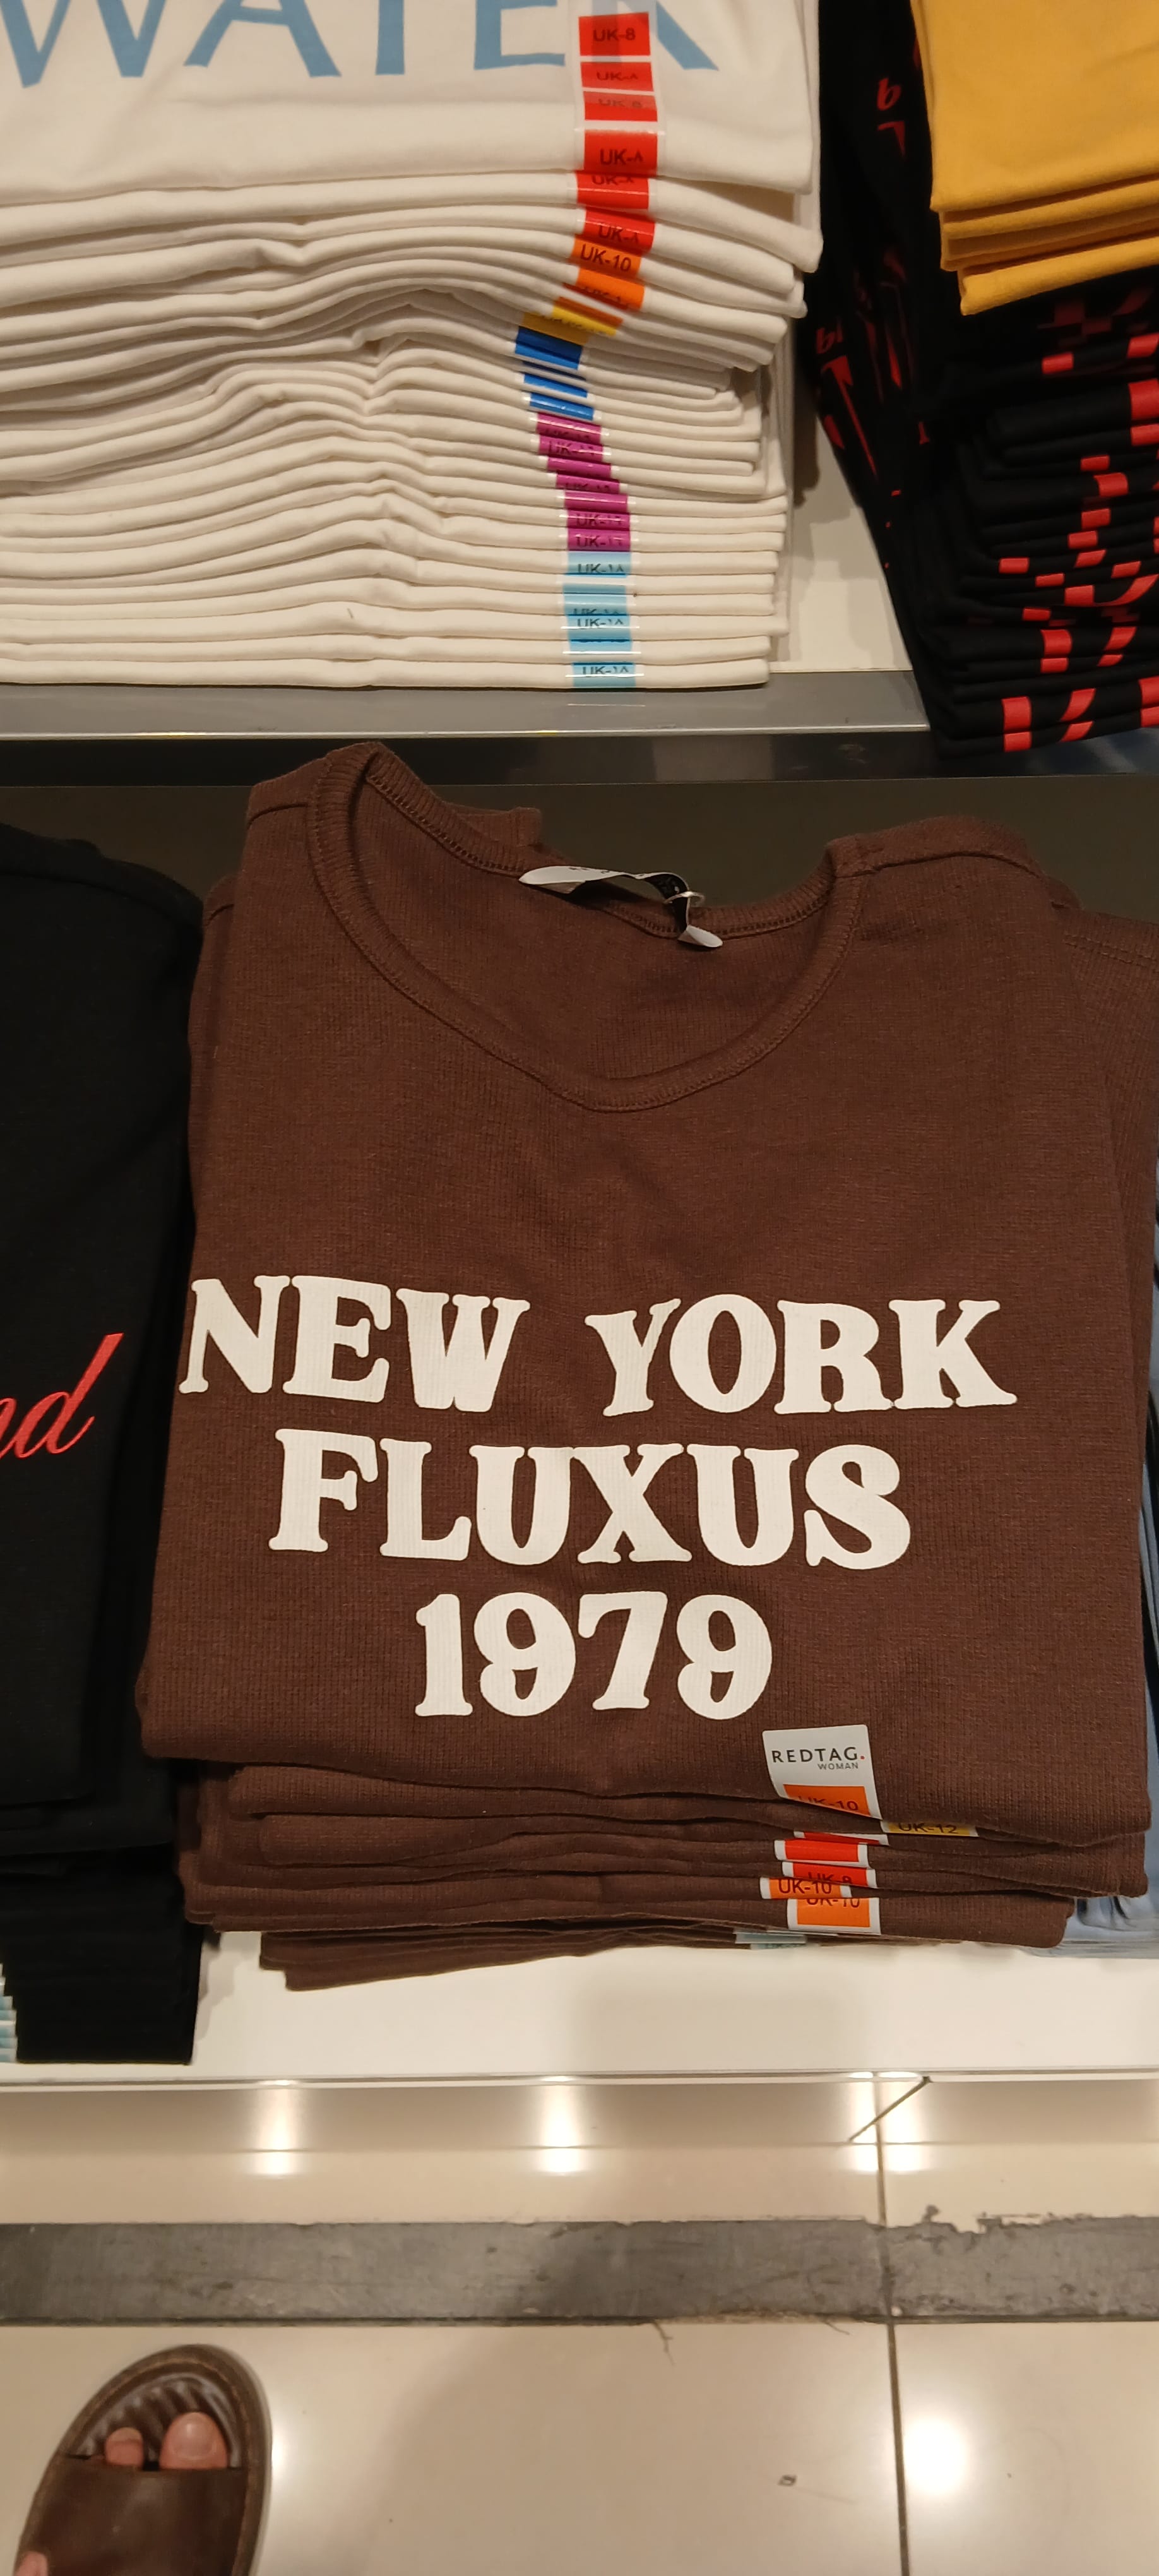 WATER
UK-8
UK-10
nd
NEW YORK
FLUXUS
1979
REDTAG.
WOMAN
UK-10
UK-12
UK-8
UK-10
UK-10